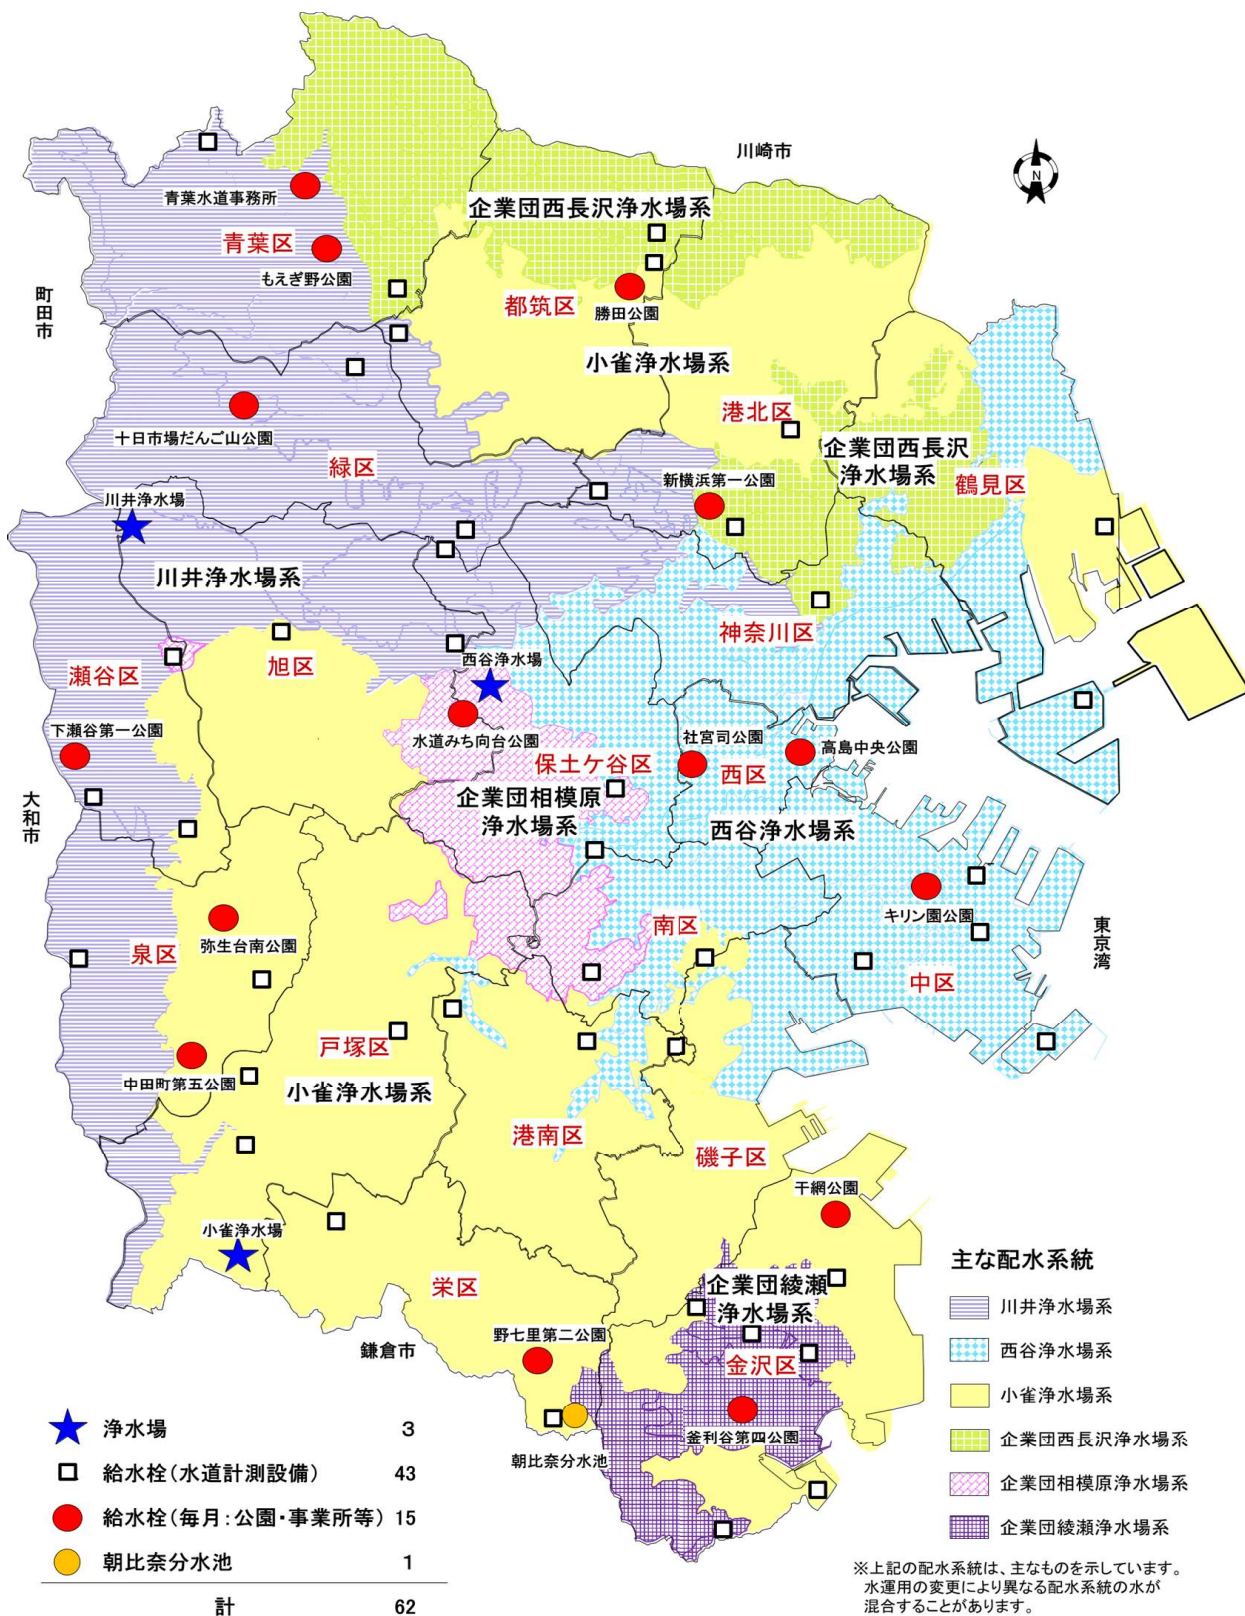 川崎市
N
青葉水道事務所
企業団西長沢浄水場系
青葉区
もえぎ野公園
町田市
都筑区
勝田公園
小雀浄水場系
港北区
十日市場だんご山公園
企業団西長沢
浄水場系
緑区
新横浜第一公園
鶴見区
川井浄水場
川井浄水場系
神奈川区
瀬谷区
旭区
西谷浄水場
下瀬谷第一公園
水道みち向台公園
社宮司公園
高島中央公園
保土ケ谷区
西区
大和市
企業団相模原
浄水場系
西谷浄水場系
キリン園公園
東京湾
南区
弥生台南公園
泉区
中区
戸塚区
中田町第五公園
小雀浄水場系
港南区
磯子区
干網公園
小雀浄水場
主な配水系統
栄区
企業団綾瀬
浄水場系
川井浄水場系
野七里第二公園
西谷浄水場系
鎌倉市
金沢区
小雀浄水場系
浄水場 3
釜利谷第四公園
企業団西長沢浄水場系
朝比奈分水池
給水栓(水道計測設備) 43
企業団相模原浄水場系
給水栓(毎月:公園・事業所等) 15
企業団綾瀬浄水場系
朝比奈分水池 1
※上記の配水系統は、主なものを示しています。
水運用の変更により異なる配水系統の水が
混合することがあります。
計 62